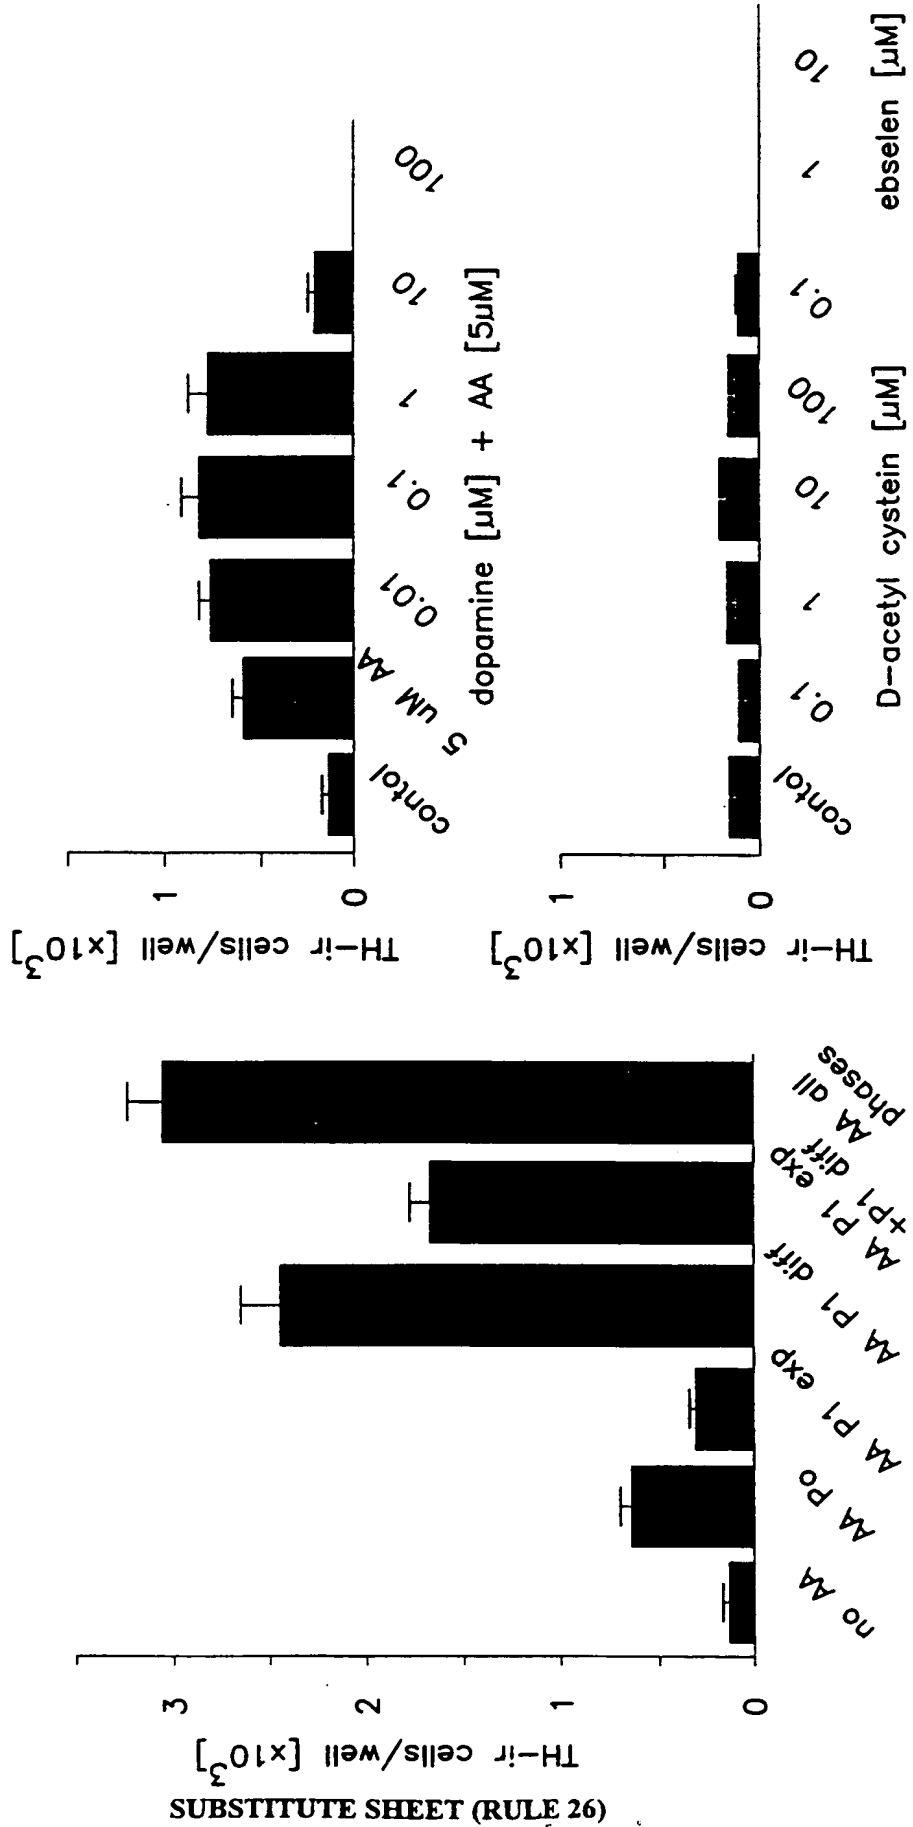 TH-ir cells/well [x10³]
3
2
1
0
no AA
AA Po
AA P1 exp
AA P1 diff
AA P1 exp
+P1 diff
AA all
phases
TH-ir cells/well [x10³]
1
0
contol
5 uM AA
0.01
0.1
1
10
100
dopamine [µM] + AA [5µM]
TH-ir cells/well [x10³]
1
0
contol
0.1
1
10
100
0.1
1
10
D-acetyl cystein [µM]
ebselen [µM]
SUBSTITUTE SHEET (RULE 26)